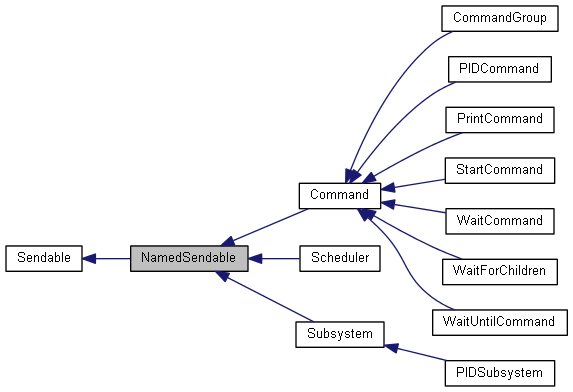 CommandGroup
PIDCommand
PrintCommand
StartCommand
Command
WaitCommand
Sendable
NamedSendable
Scheduler
WaitForChildren
WaitUntilCommand
Subsystem
PIDSubsystem